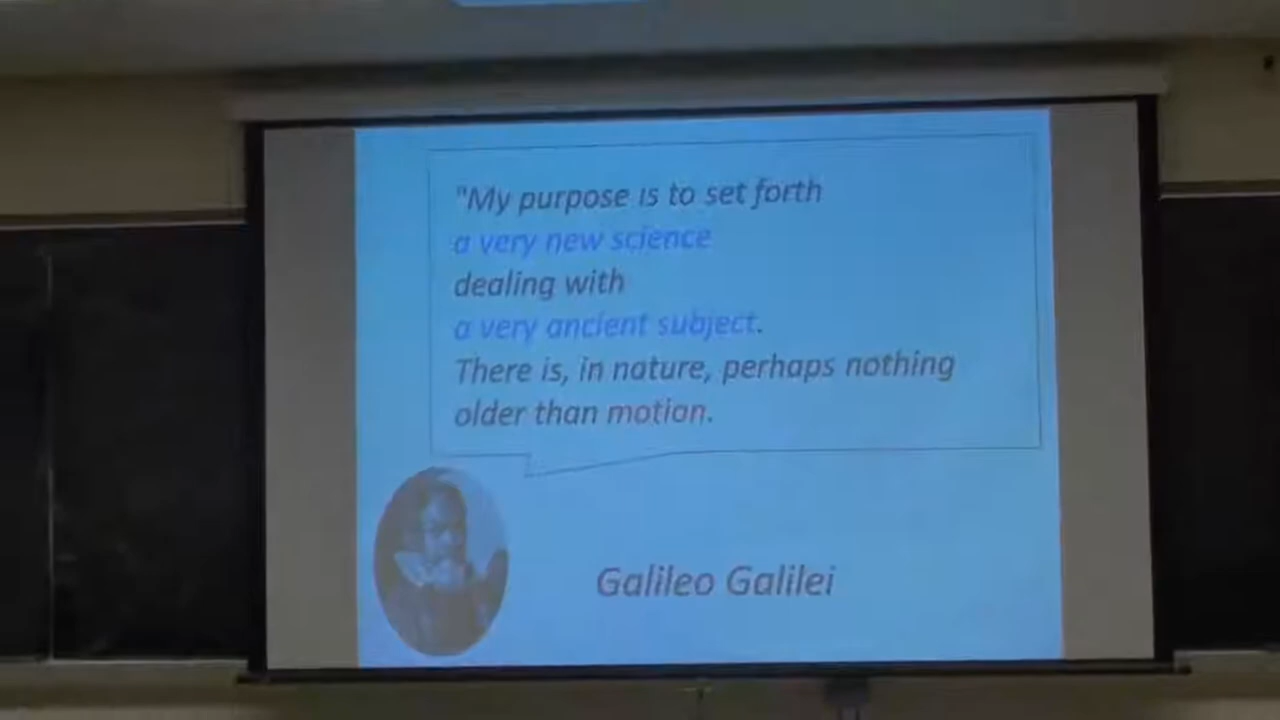 "My purpose is to set forth
a very new science
dealing with
a very ancient subject.
There is, in nature, perhaps nothing
older than motion.
Galileo Galilei